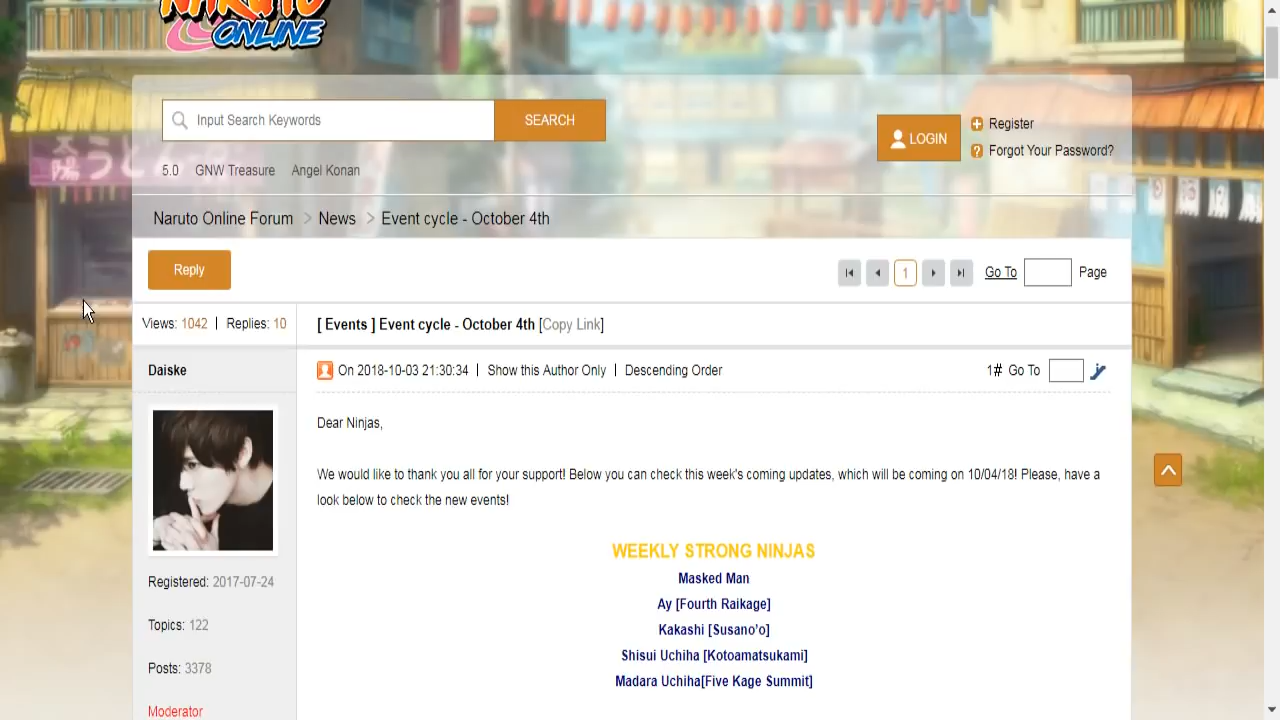 NARUTO
ONLINE
Input Search Keywords
SEARCH
LOGIN
Register
Forgot Your Password?
5.0 GNW Treasure Angel Konan
Naruto Online Forum > News > Event cycle - October 4th
Reply
1
Go To
Page
Views: 1042 | Replies: 10
[ Events ] Event cycle - October 4th [Copy Link]
Daiske
On 2018-10-03 21:30:34 | Show this Author Only | Descending Order
1# Go To
Dear Ninjas,
We would like to thank you all for your support! Below you can check this week's coming updates, which will be coming on 10/04/18! Please, have a
look below to check the new events!
WEEKLY STRONG NINJAS
Masked Man
Ay [Fourth Raikage]
Kakashi [Susano'o]
Shisui Uchiha [Kotoamatsukami]
Madara Uchiha[Five Kage Summit]
Registered: 2017-07-24
Topics: 122
Posts: 3378
Moderator